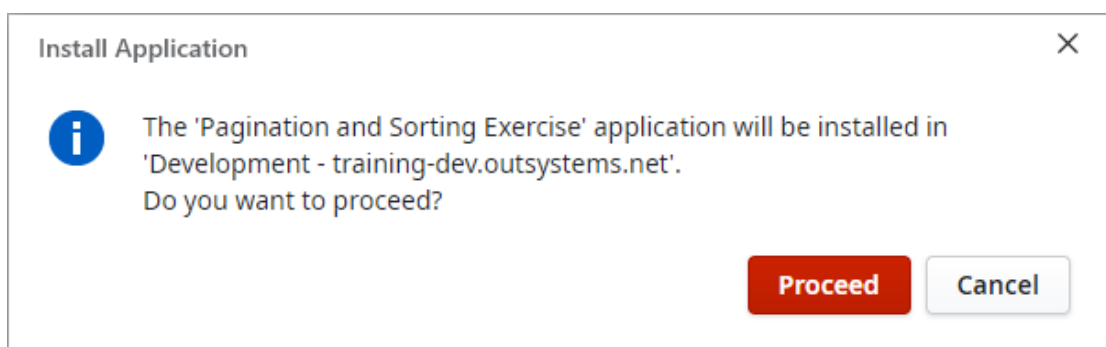 Install Application
The 'Pagination and Sorting Exercise' application will be installed in
'Development - training-dev.outsystems.net'.
Do you want to proceed?
Proceed
Cancel